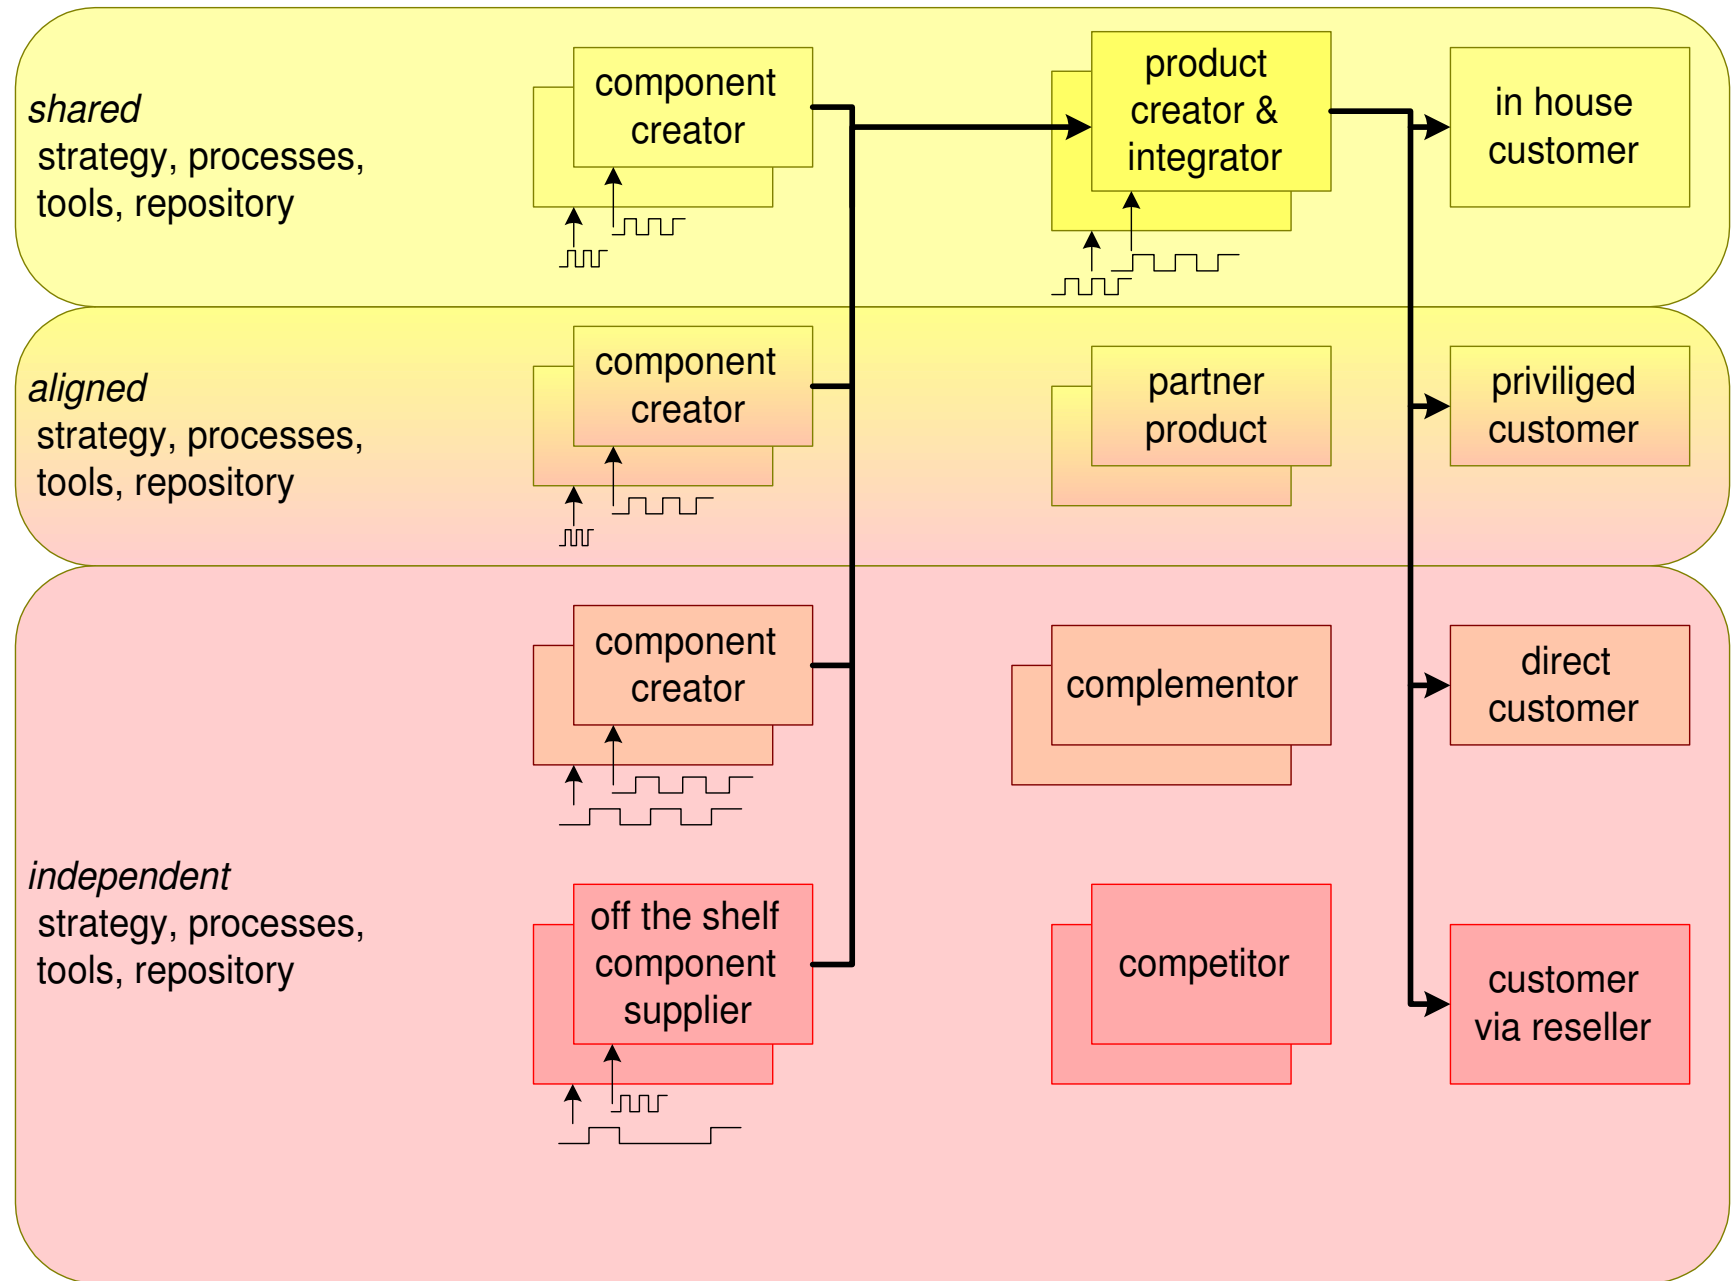 shared
strategy, processes,
tools, repository
component
creator
product
creator &
integrator
in house
customer
aligned
strategy, processes,
tools, repository
component
creator
partner
product
priviliged
customer
independent
strategy, processes,
tools, repository
component
creator
complementor
direct
customer
off the shelf
component
supplier
competitor
customer
via reseller